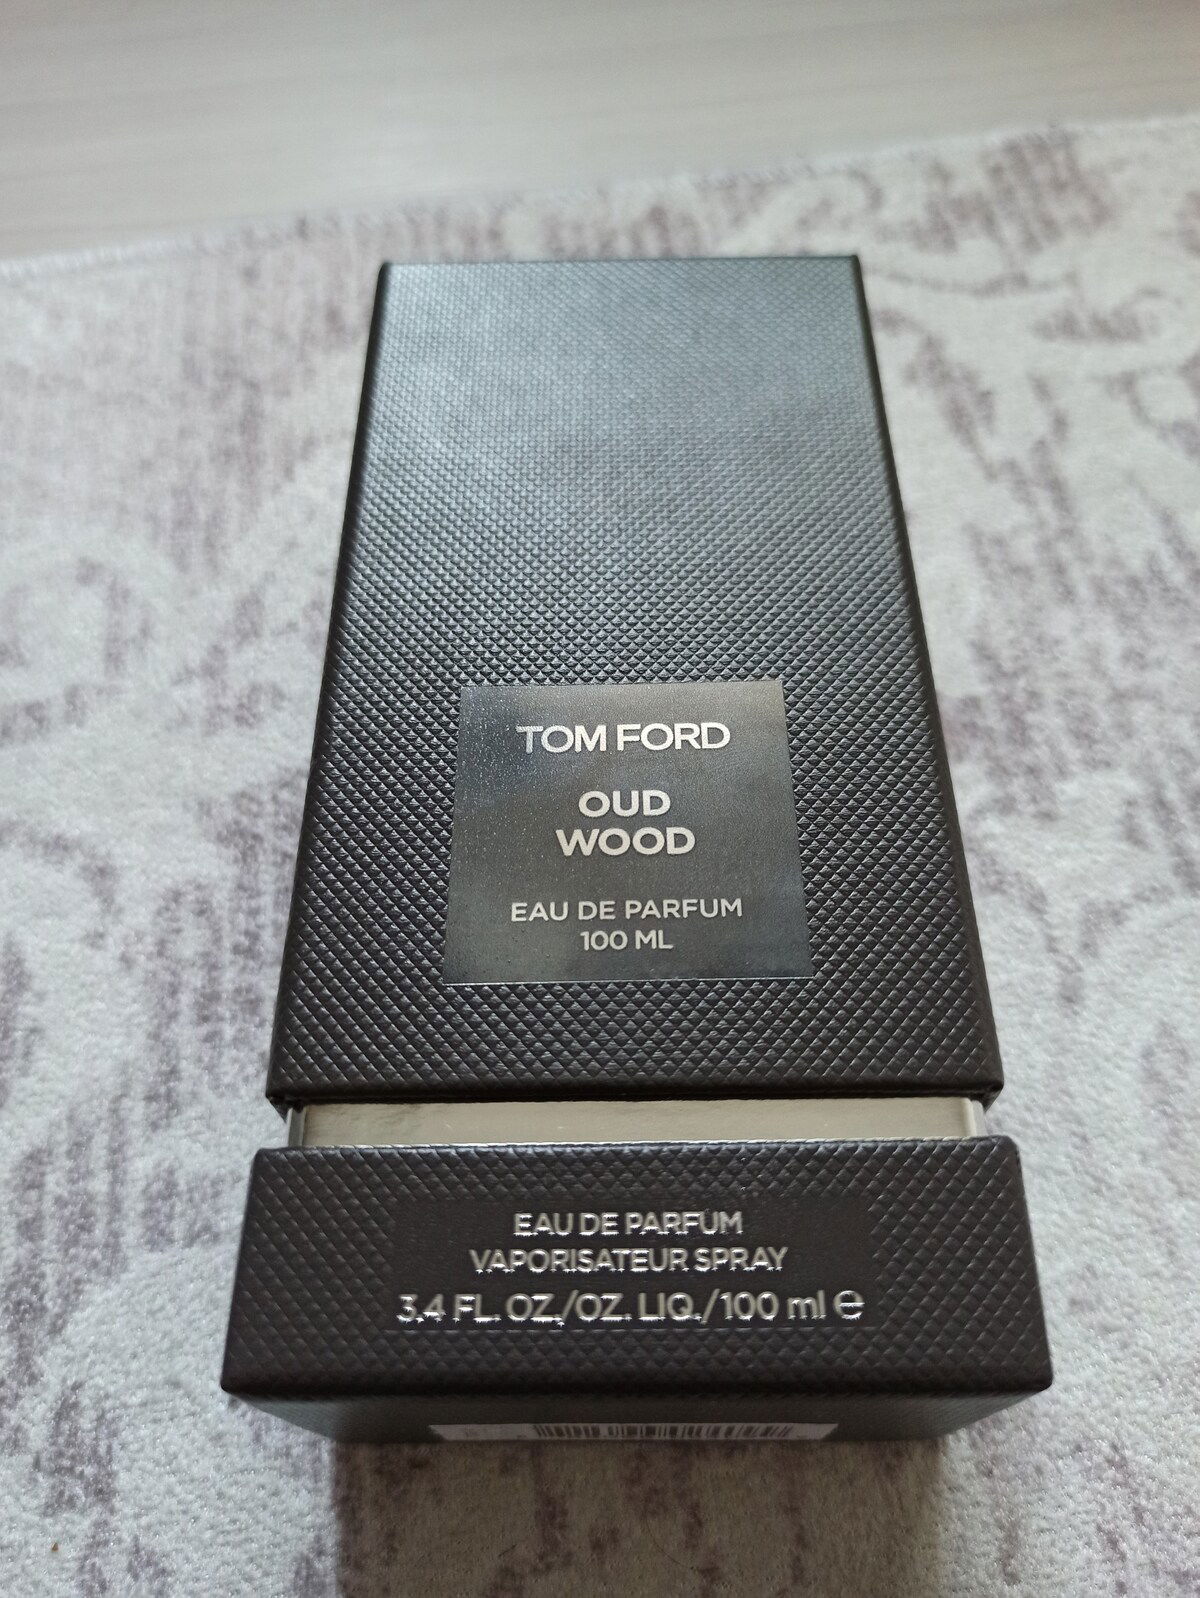 TOM FORD
OUD
WOOD
EAU DE PARFUM
100 ML
EAU DE PARFUM
VAPORISATEUR SPRAY
3.4 FL. OZ./OZ. LIQ./100 ml ℮